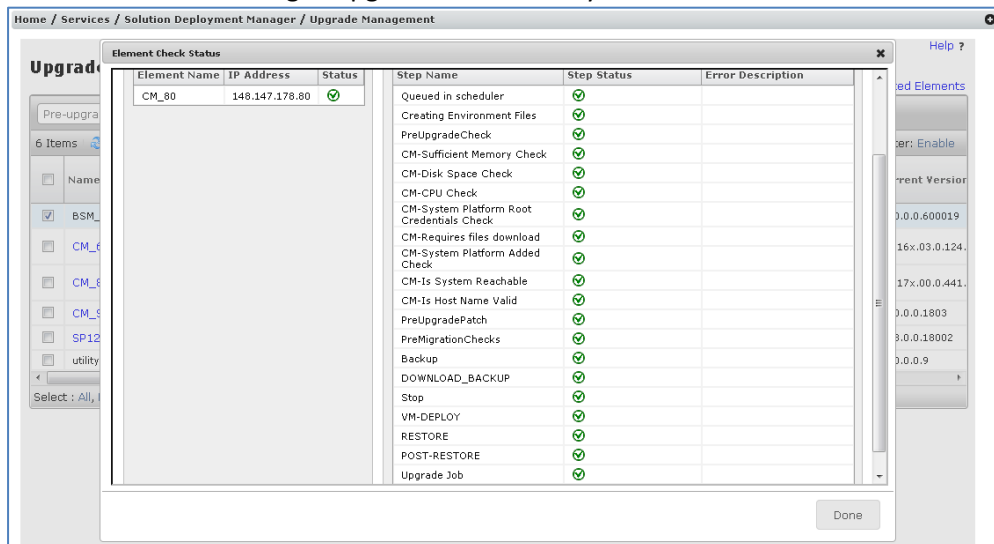 Home / Services / Solution Deployment Manager / Upgrade Management
Help ?
Element Check Status
Upgrad
ted Elements
Element Name IP Address Status
CM_80 148.147.178.80
Step Name Step Status Error Description
Queued in scheduler
Creating Environment Files
PreUpgradeCheck
CM-Sufficient Memory Check
CM-Disk Space Check
CM-CPU Check
CM-System Platform Root
Credentials Check
CM-Requires files download
CM-System Platform Added
Check
CM-Is System Reachable
CM-Is Host Name Valid
PreUpgradePatch
PreMigrationChecks
Backup
DOWNLOAD_BACKUP
Stop
VM-DEPLOY
RESTORE
POST-RESTORE
Upgrade Job
Pre-upgra
6 Items
ter: Enable
Name
rrent Version
BSM_
0.0.0.600019
CM_6
16x.03.0.124.
CM_8
17x.00.0.441.
CM_9
0.0.0.1803
SP12
3.0.0.18002
utility
0.0.0.9
Select : All,
Done